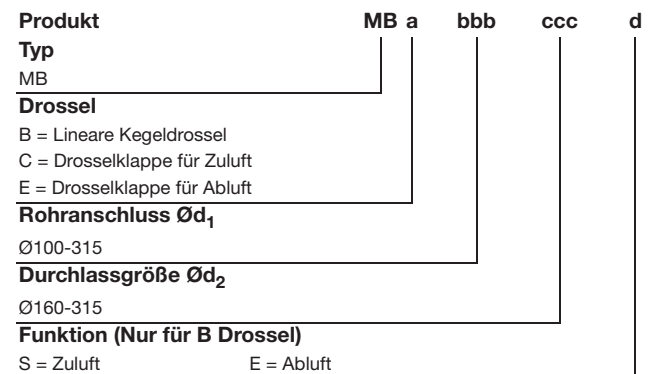 Produkt MB a bbb ccc d
Typ
MB
Drossel
B = Lineare Kegeldrossel
C = Drosselklappe für Zuluft
E = Drosselklappe für Abluft
Rohranschluss Ød₁
Ø100-315
Durchlassgröße Ød₂
Ø160-315
Funktion (Nur für B Drossel)
S = Zuluft E = Abluft